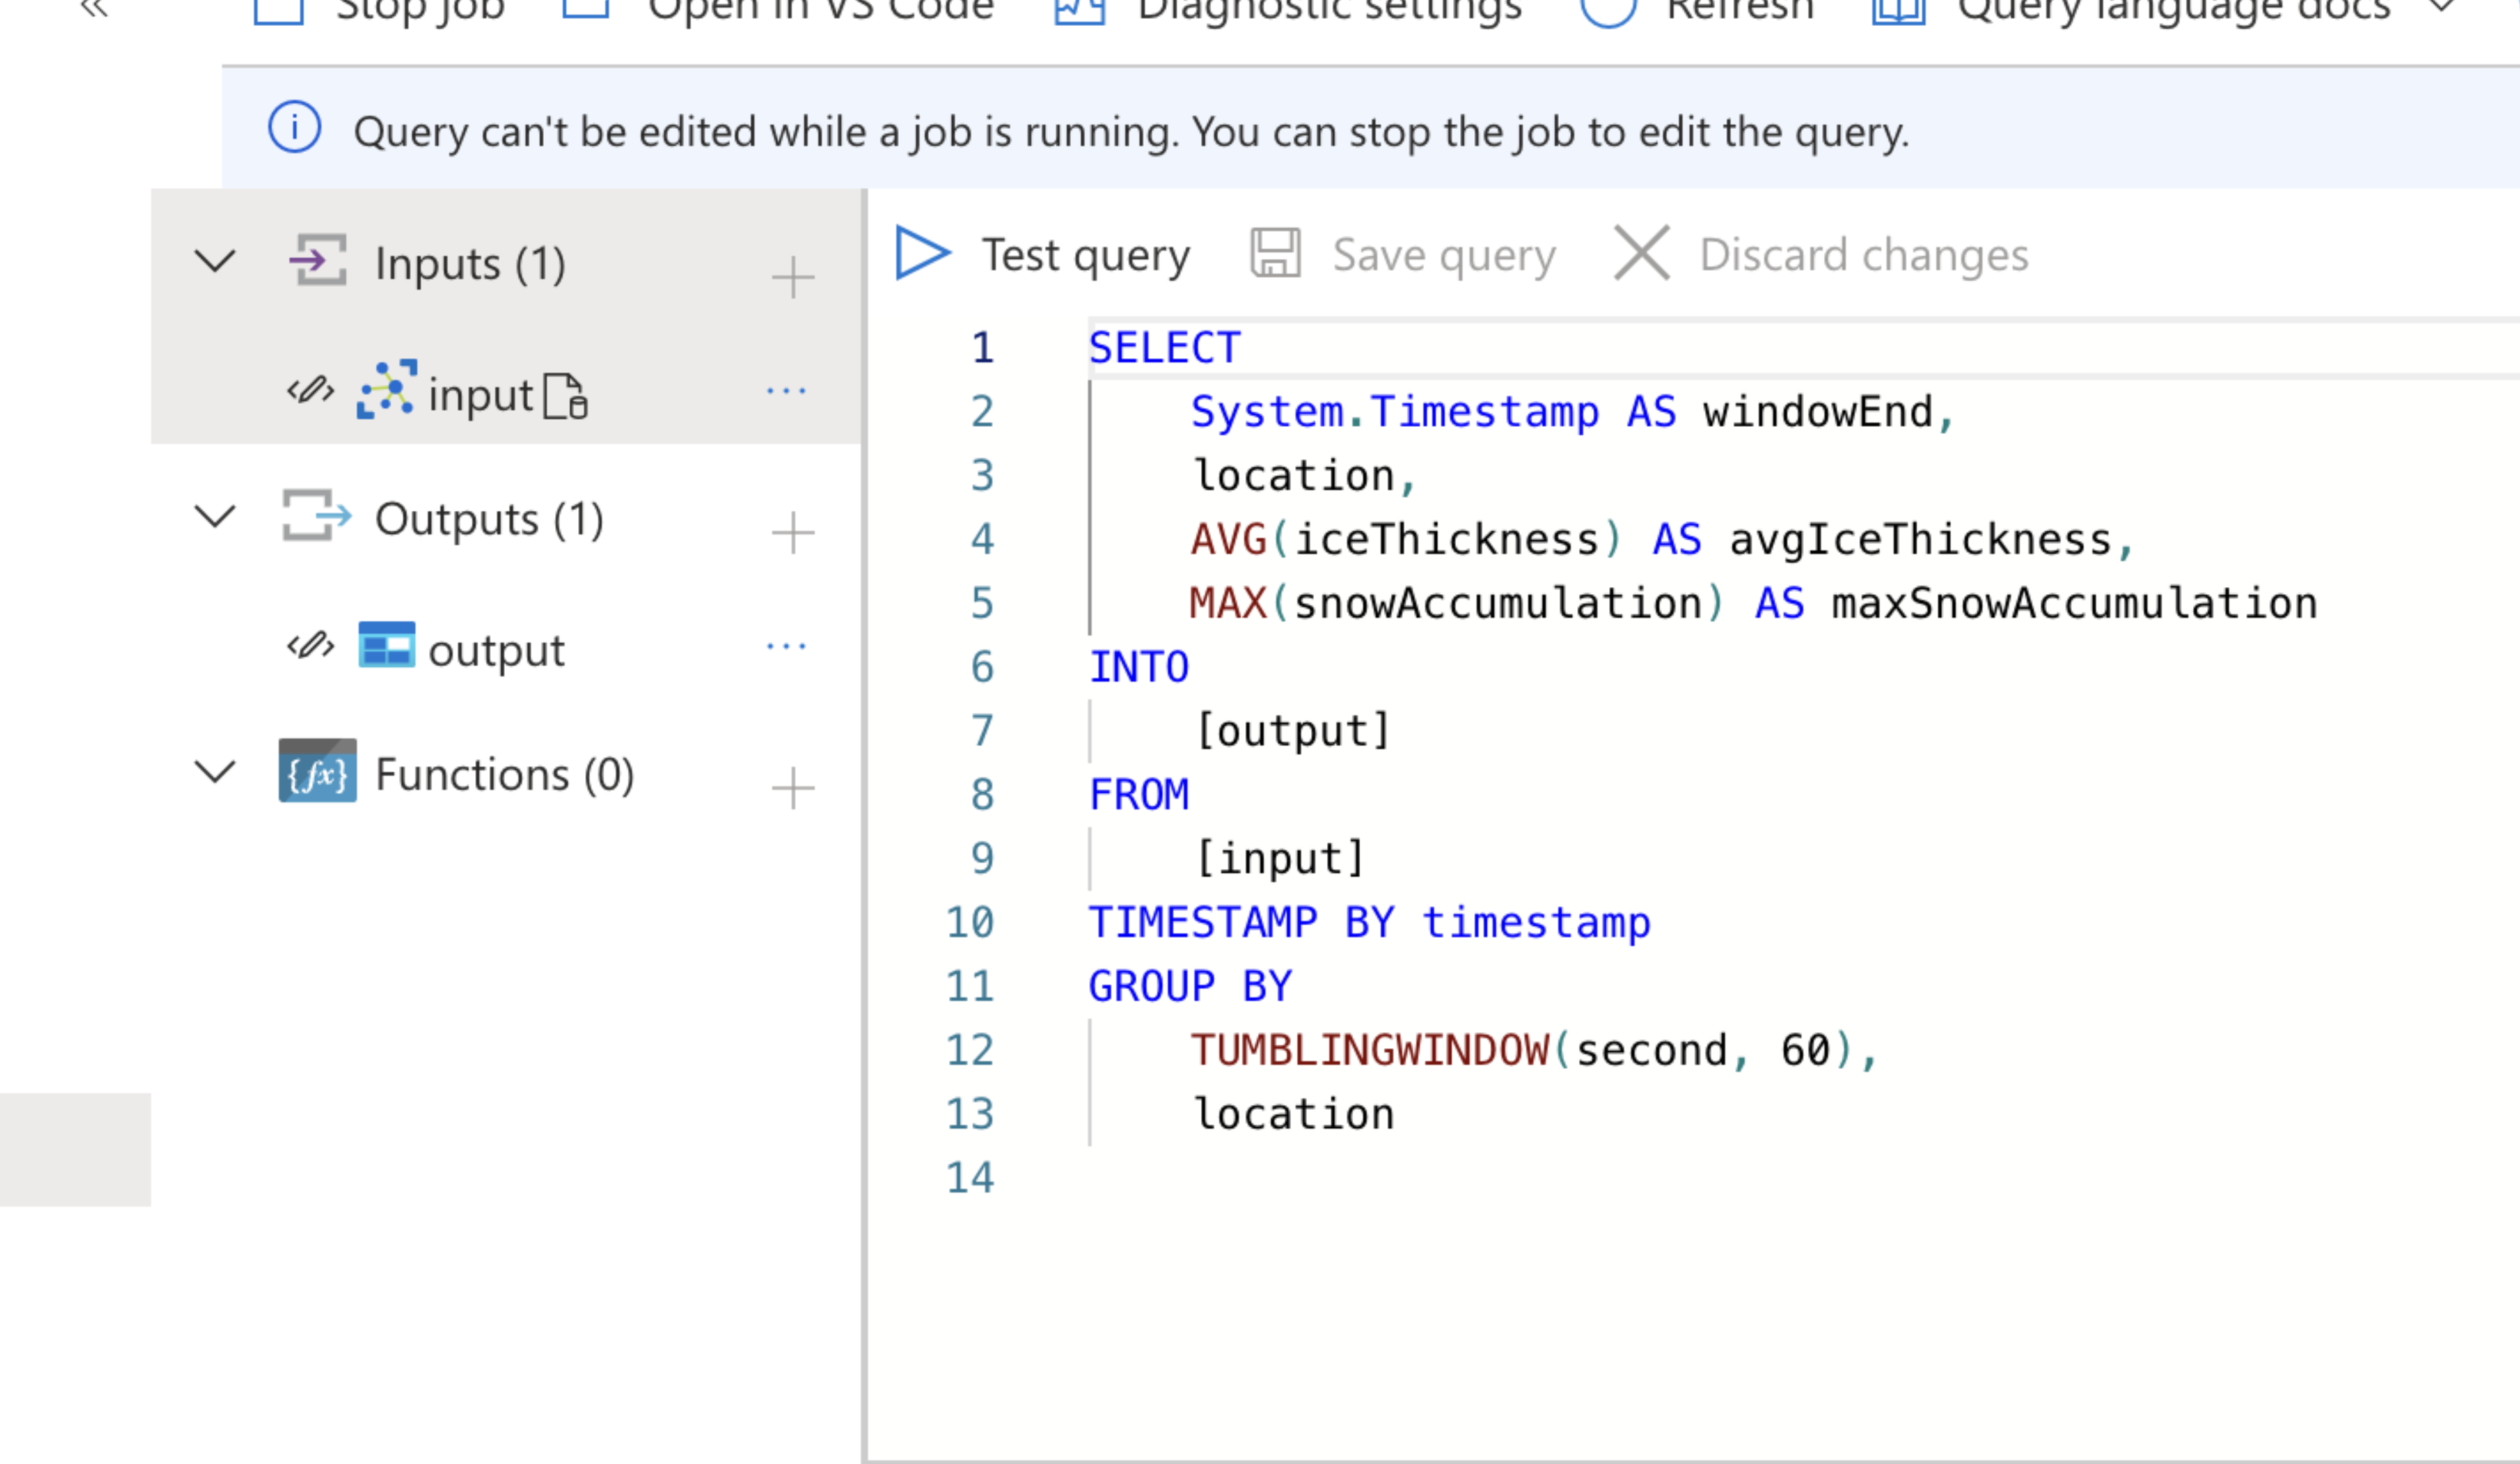 «
Stop job Open in VS Code Diagnostic settings Refresh Query language docs
i Query can't be edited while a job is running. You can stop the job to edit the query.
Inputs (1)
input
Outputs (1)
output
{fx} Functions (0)
Test query Save query Discard changes
1 SELECT
2 System.Timestamp AS windowEnd,
3 location,
4 AVG(iceThickness) AS avgIceThickness,
5 MAX(snowAccumulation) AS maxSnowAccumulation
6 INTO
7 [output]
8 FROM
9 [input]
10 TIMESTAMP BY timestamp
11 GROUP BY
12 TUMBLINGWINDOW(second, 60),
13 location
14